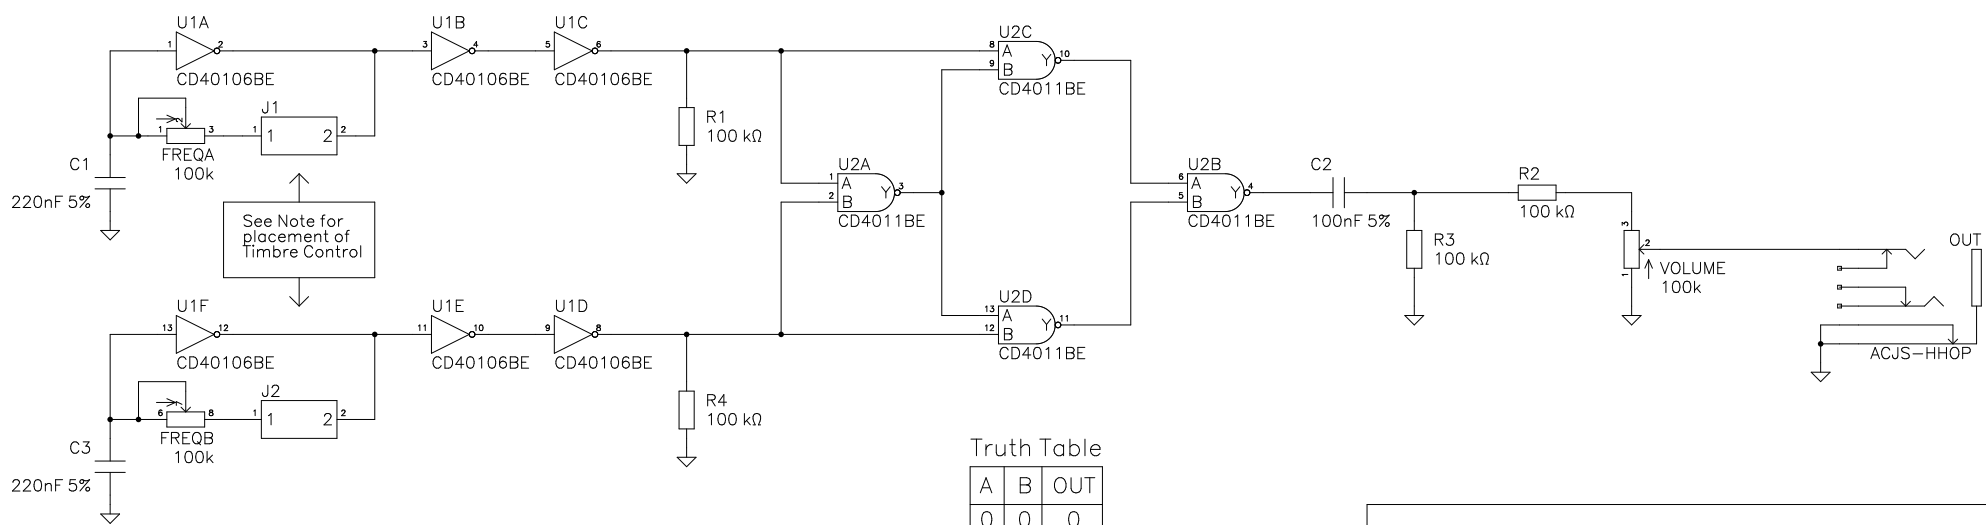 U1A
1
2
CD40106BE
U1B
3
4
CD40106BE
U1C
5
6
CD40106BE
U2C
8
A
9
B
Y
10
CD4011BE
1
2
3
FREQA
100k
J1
1
1
2
2
C1
220nF 5%
R1
100 kΩ
See Note for
placement of
Timbre Control
U2A
1
A
2
B
Y
3
CD4011BE
U2B
6
A
5
B
Y
4
CD4011BE
C2
100nF 5%
R3
100 kΩ
R2
100 kΩ
3
2
1
VOLUME
100k
OUT
ACJS-HHOP
U1F
13
12
CD40106BE
U1E
11
10
CD40106BE
U1D
9
8
CD40106BE
U2D
13
A
12
B
Y
11
CD4011BE
6
8
FREQB
100k
J2
1
1
2
2
C3
220nF 5%
R4
100 kΩ
Truth Table
A B OUT
0 0 0